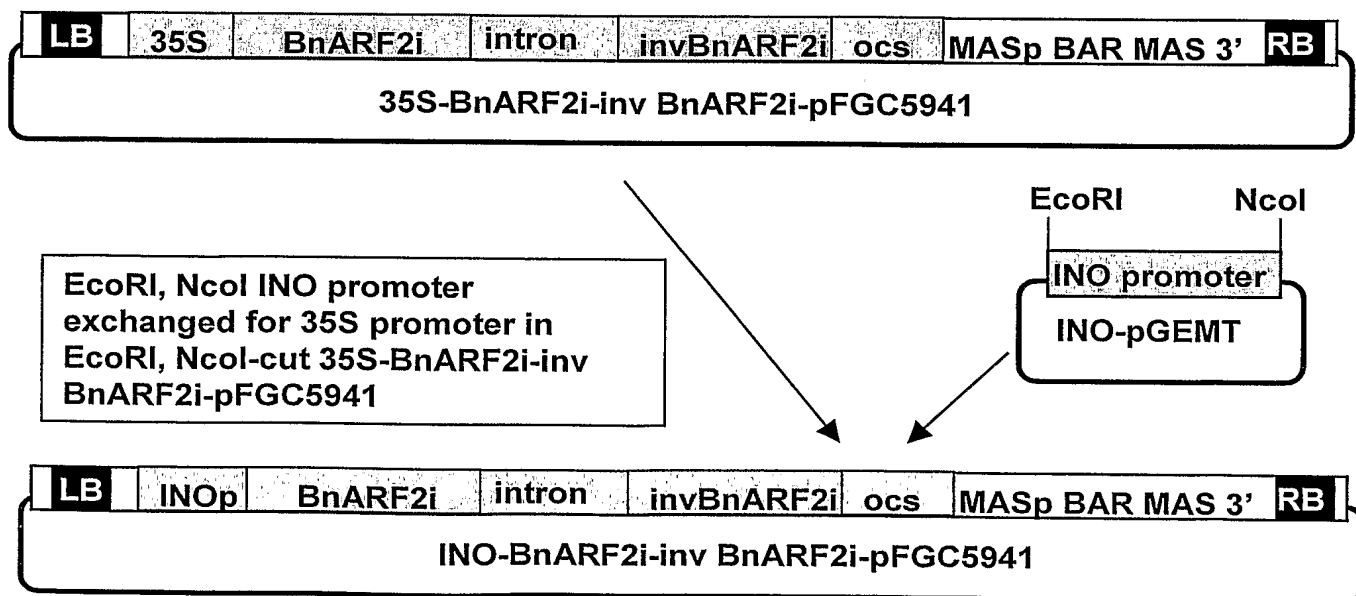 LB 35S BnARF2i intron invBnARF2i ocs MASp BAR MAS 3' RB
35S-BnARF2i-inv BnARF2i-pFGC5941
EcoRI NcoI
INO promoter
INO-pGEMT
EcoRI, NcoI INO promoter
exchanged for 35S promoter in
EcoRI, NcoI-cut 35S-BnARF2i-inv
BnARF2i-pFGC5941
LB INOp BnARF2i intron invBnARF2i ocs MASp BAR MAS 3' RB
INO-BnARF2i-inv BnARF2i-pFGC5941